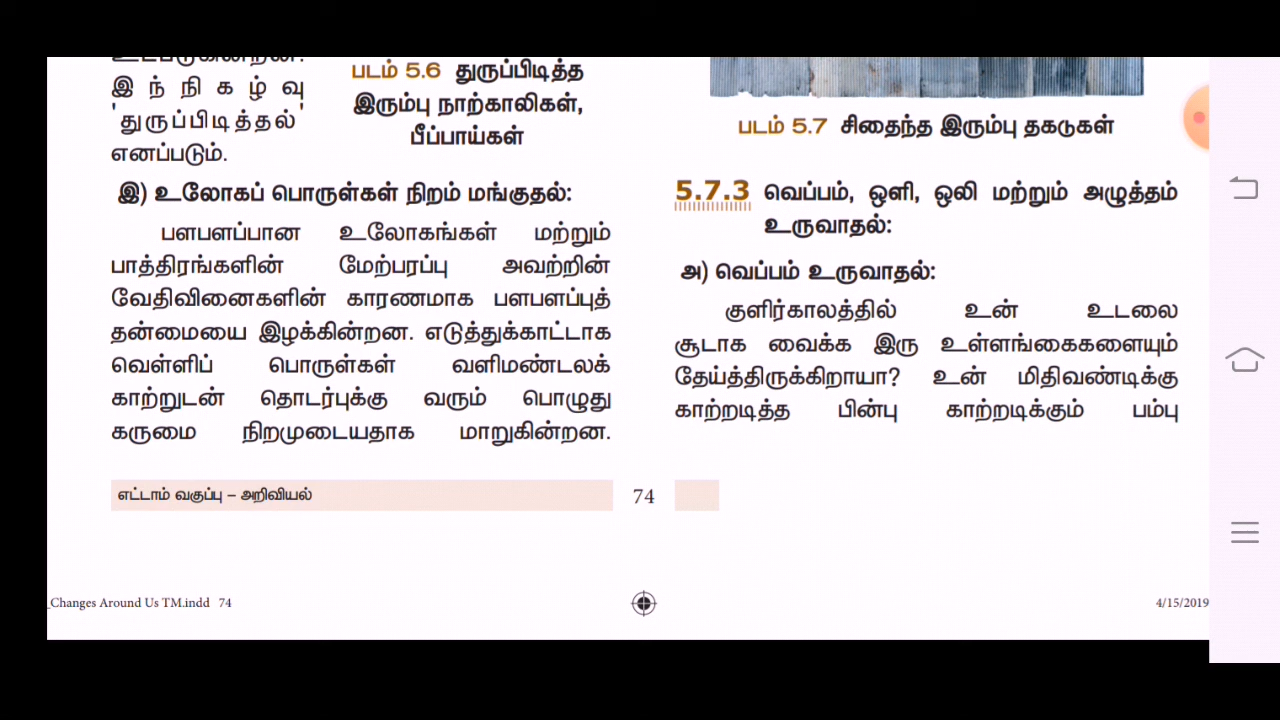 இ ந் நி க ழ் வு
'துருப்பிடித்தல்'
எனப்படும்.
படம் 5.6 துருப்பிடித்த
இரும்பு நாற்காலிகள்,
பீப்பாய்கள்
இ) உலோகப் பொருள்கள் நிறம் மங்குதல்:
பளபளப்பான உலோகங்கள் மற்றும்
பாத்திரங்களின் மேற்பரப்பு அவற்றின்
வேதிவினைகளின் காரணமாக பளபளப்புத்
தன்மையை இழக்கின்றன. எடுத்துக்காட்டாக
வெள்ளிப் பொருள்கள் வளிமண்டலக்
காற்றுடன் தொடர்புக்கு வரும் பொழுது
கருமை நிறமுடையதாக மாறுகின்றன.
படம் 5.7 சிதைந்த இரும்பு தகடுகள்
5.7.3 வெப்பம், ஒளி, ஒலி மற்றும் அழுத்தம்
உருவாதல்:
அ) வெப்பம் உருவாதல்:
குளிர்காலத்தில் உன் உடலை
சூடாக வைக்க இரு உள்ளங்கைகளையும்
தேய்த்திருக்கிறாயா? உன் மிதிவண்டிக்கு
காற்றடித்த பின்பு காற்றடிக்கும் பம்பு
எட்டாம் வகுப்பு – அறிவியல்
74
_Changes Around Us TM.indd 74
4/15/2019